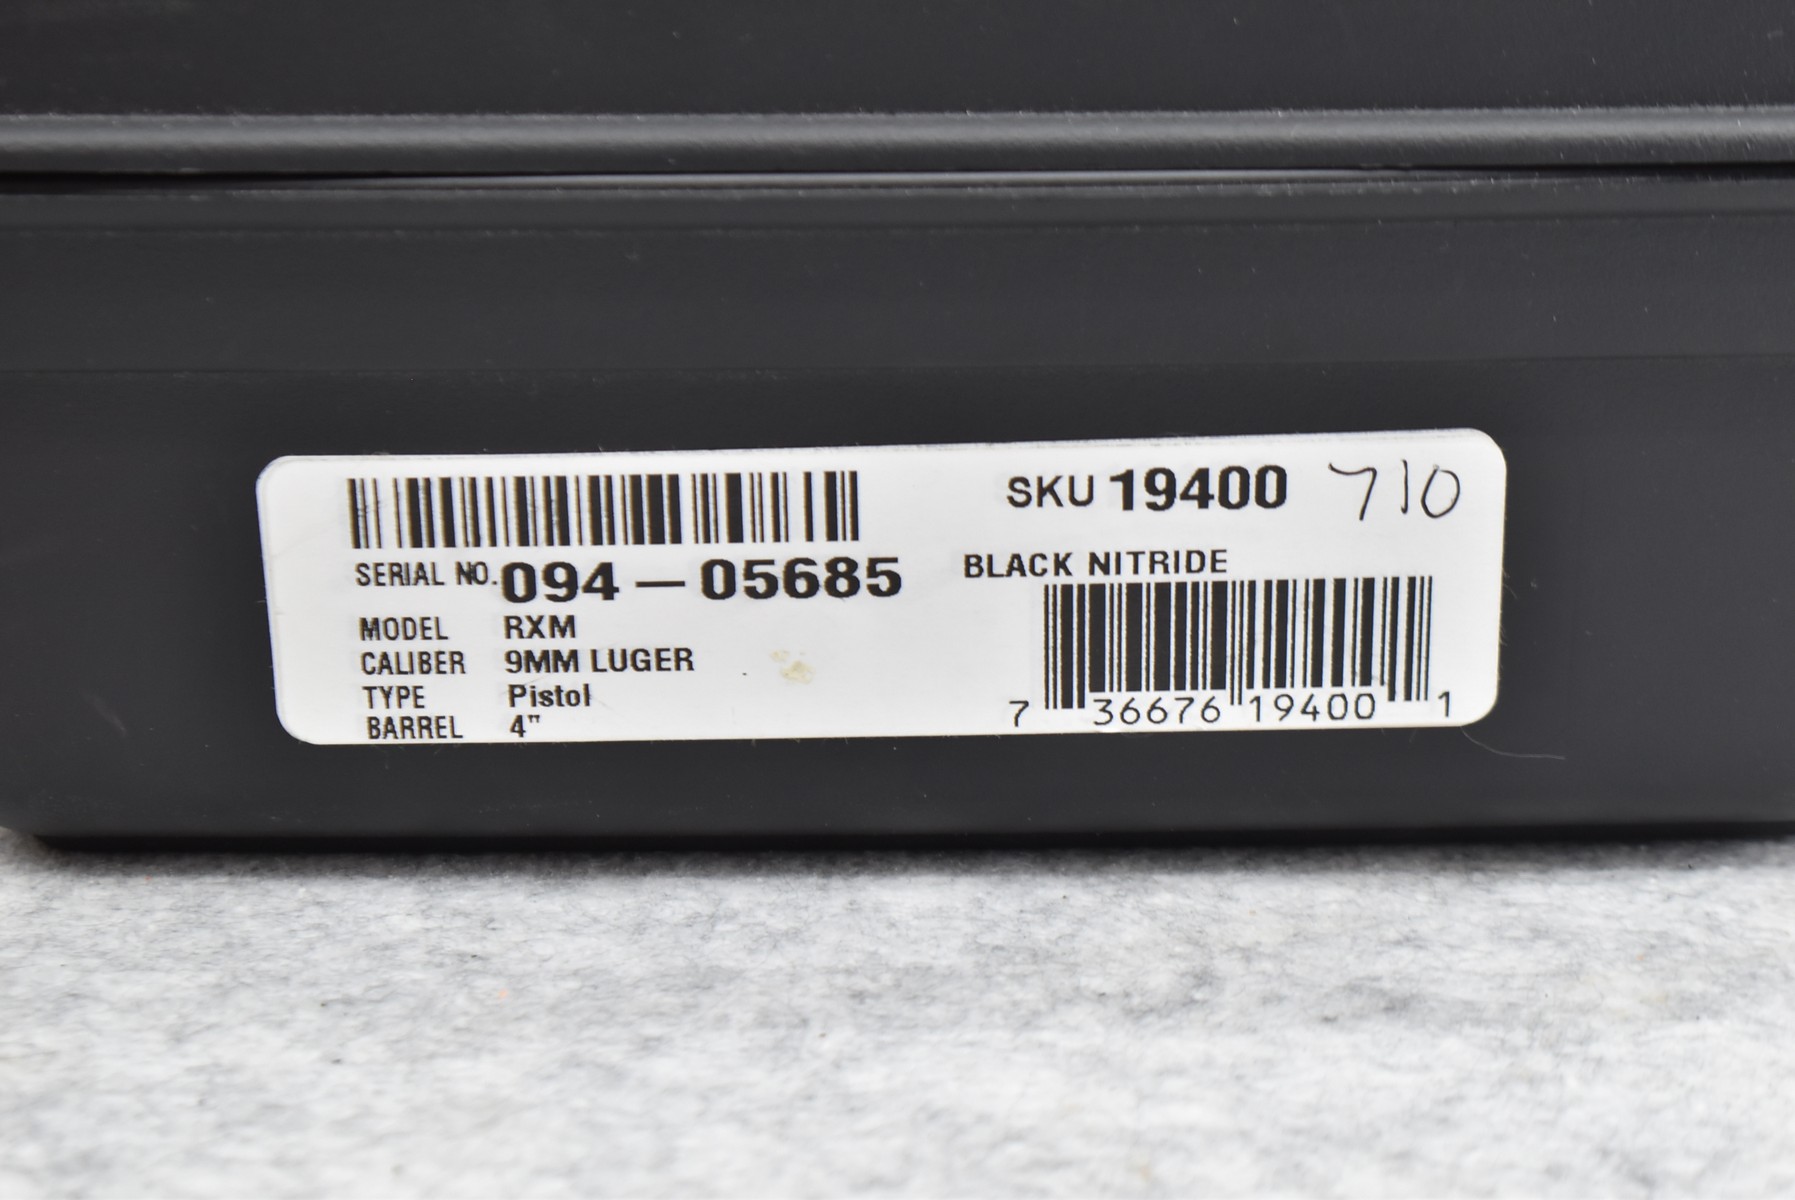 SKU 19400 710
SERIAL NO. 094-05685
BLACK NITRIDE
MODEL RXM
CALIBER 9MM LUGER
TYPE Pistol
BARREL 4"
7 36676 19400 1